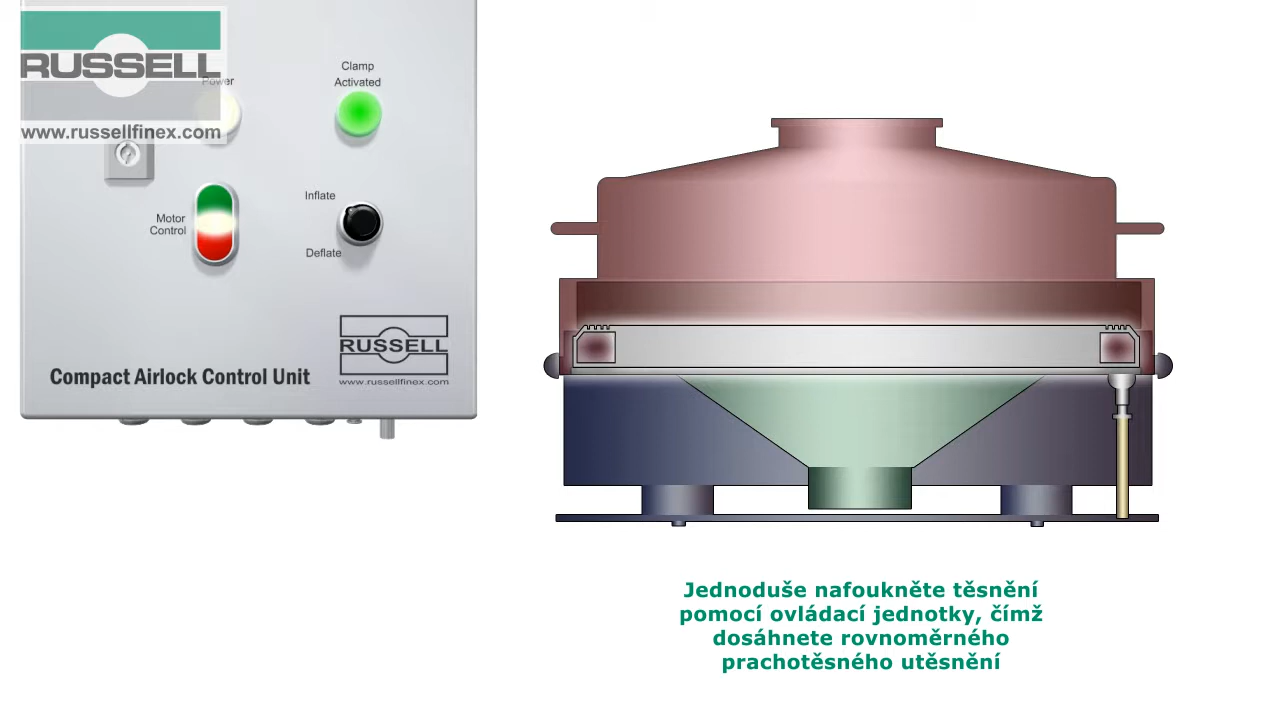 RUSSELL
www.russellfinex.com
Power
Clamp
Activated
Motor
Control
Inflate
Deflate
RUSSELL
www.russellfinex.com
Compact Airlock Control Unit
Jednoduše nafoukněte těsnění
pomocí ovládací jednotky, čímž
dosáhnete rovnoměrného
prachotěsného utěsnění